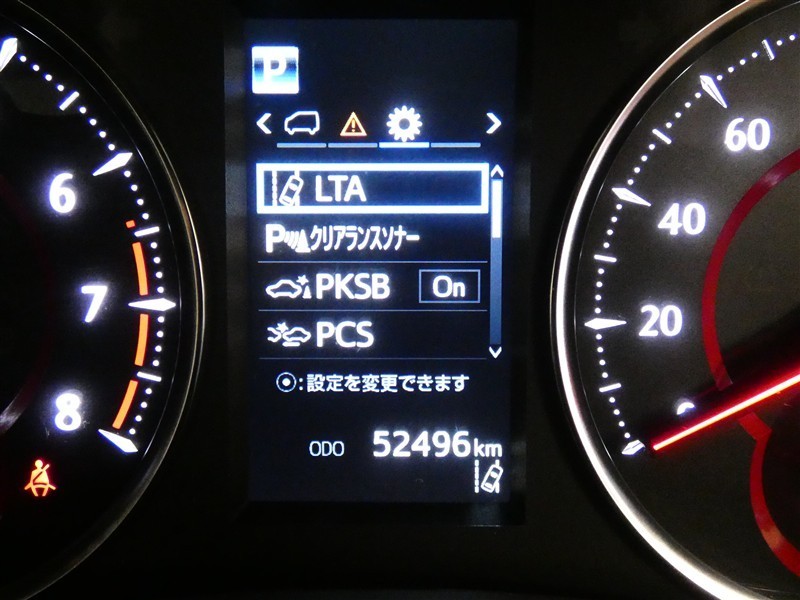 P
LTA
P クリアランスソナー
PKSB On
PCS
⦿:設定を変更できます
ODO 52496km
6
7
8
60
40
20